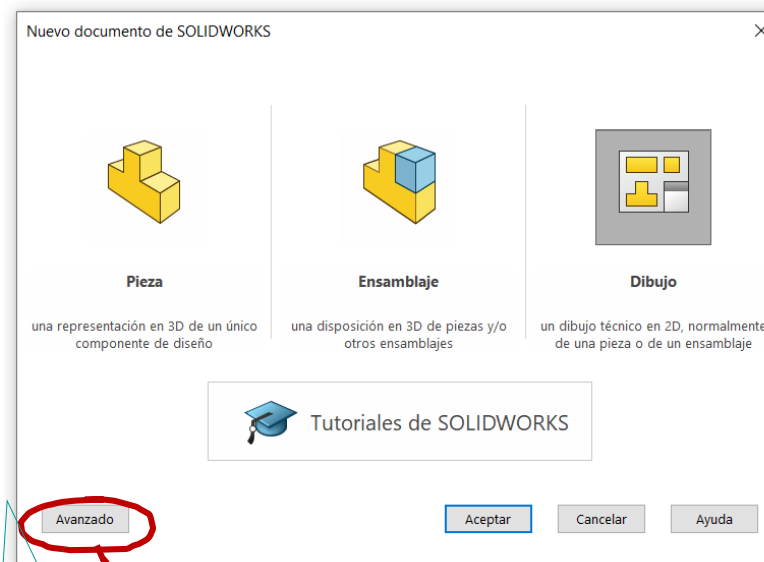 Nuevo documento de SOLIDWORKS
Pieza
una representación en 3D de un único
componente de diseño
Ensamblaje
una disposición en 3D de piezas y/o
otros ensamblajes
Dibujo
un dibujo técnico en 2D, normalmente
de una pieza o de un ensamblaje
Tutoriales de SOLIDWORKS
Avanzado
Aceptar
Cancelar
Ayuda